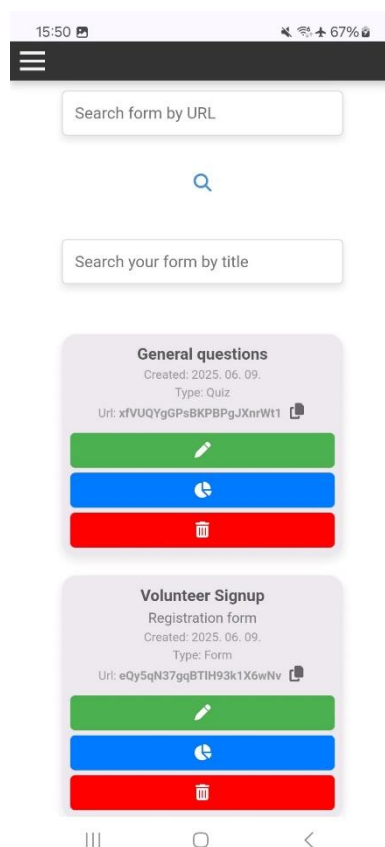 15:50
67%
Search form by URL
Search your form by title
General questions
Created: 2025. 06. 09.
Type: Quiz
Url: xfVUQYgGPsBKPBPgJXnrWt1
Volunteer Signup
Registration form
Created: 2025. 06. 09.
Type: Form
Url: eQy5qN37gqBTlH93k1X6wNv